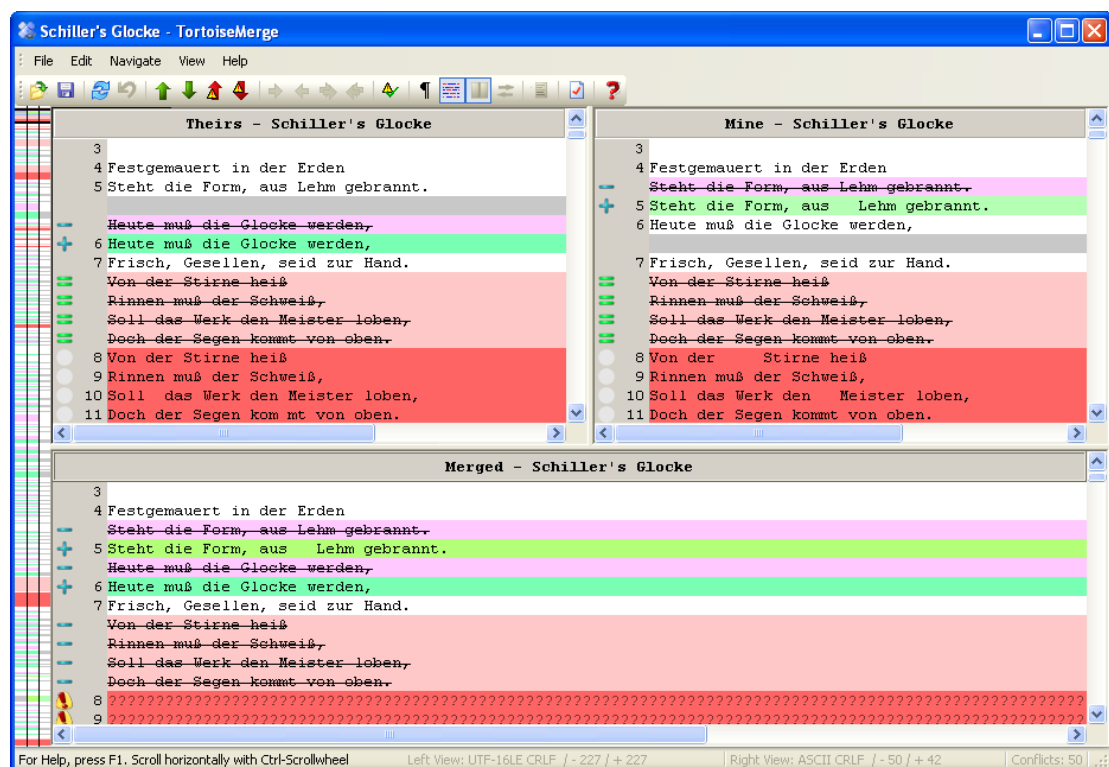 Schiller's Glocke - TortoiseMerge
File Edit Navigate View Help
Theirs - Schiller's Glocke
3
4 Festgemauert in der Erden
5 Steht die Form, aus Lehm gebrannt.
Heute muß die Glocke werden,
6 Heute muß die Glocke werden,
7 Frisch, Gesellen, seid zur Hand.
Von der Stirne heiß
Rinnen muß der Schweiß,
Soll das Werk den Meister loben,
Doch der Segen kommt von oben.
8 Von der Stirne heiß
9 Rinnen muß der Schweiß,
10 Soll  das Werk den Meister loben,
11 Doch der Segen kom mt von oben.
Mine - Schiller's Glocke
3
4 Festgemauert in der Erden
Steht die Form, aus Lehm gebrannt.
5 Steht die Form, aus   Lehm gebrannt.
6 Heute muß die Glocke werden,
7 Frisch, Gesellen, seid zur Hand.
Von der Stirne heiß
Rinnen muß der Schweiß,
Soll das Werk den Meister loben,
Doch der Segen kommt von oben.
8 Von der     Stirne heiß
9 Rinnen muß der Schweiß,
10 Soll das Werk den   Meister loben,
11 Doch der Segen kommt von oben.
Merged - Schiller's Glocke
3
4 Festgemauert in der Erden
Steht die Form, aus Lehm gebrannt.
5 Steht die Form, aus   Lehm gebrannt.
Heute muß die Glocke werden,
6 Heute muß die Glocke werden,
7 Frisch, Gesellen, seid zur Hand.
Von der Stirne heiß
Rinnen muß der Schweiß,
Soll das Werk den Meister loben,
Doch der Segen kommt von oben.
8 ?????????????????????????????????????????????????????????????????????????????????????????????????????
9 ?????????????????????????????????????????????????????????????????????????????????????????????????????
For Help, press F1. Scroll horizontally with Ctrl-Scrollwheel Left View: UTF-16LE CRLF / - 227 / + 227 Right View: ASCII CRLF / - 50 / + 42 Conflicts: 50